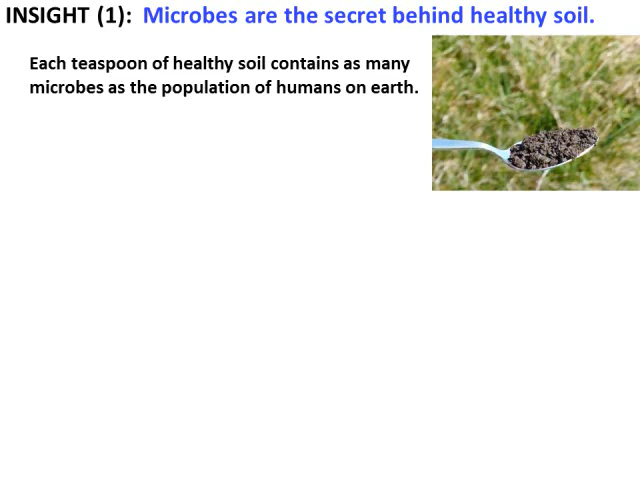 INSIGHT (1): Microbes are the secret behind healthy soil.
Each teaspoon of healthy soil contains as many
microbes as the population of humans on earth.